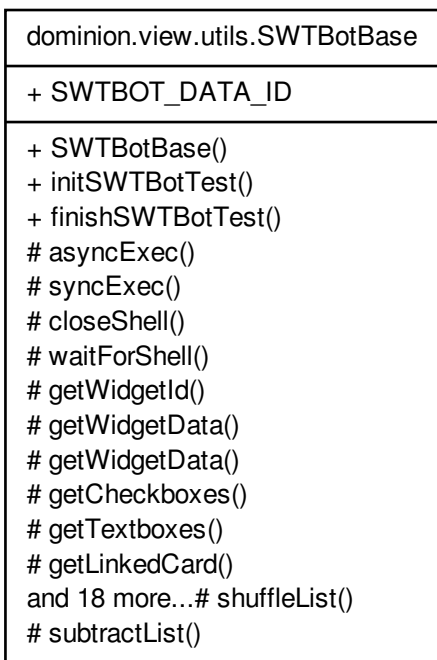 dominion.view.utils.SWTBotBase
+ SWTBOT_DATA_ID
+ SWTBotBase()
+ initSWTBotTest()
+ finishSWTBotTest()
# asyncExec()
# syncExec()
# closeShell()
# waitForShell()
# getWidgetId()
# getWidgetData()
# getWidgetData()
# getCheckboxes()
# getTextboxes()
# getLinkedCard()
and 18 more...# shuffleList()
# subtractList()